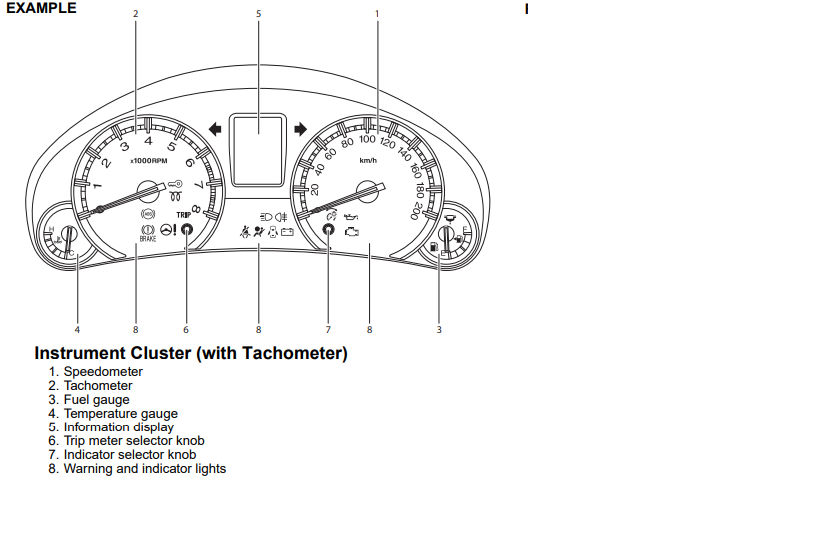 EXAMPLE
2 5 1
1 2 3 4 5 6 7 8
x1000RPM
20 40 60 80 100 120 140 160 180 200
km/h
ABS
TRIP
BRAKE
H
C
F
E
4 8 6 8 7 8 3
Instrument Cluster (with Tachometer)
1. Speedometer
2. Tachometer
3. Fuel gauge
4. Temperature gauge
5. Information display
6. Trip meter selector knob
7. Indicator selector knob
8. Warning and indicator lights